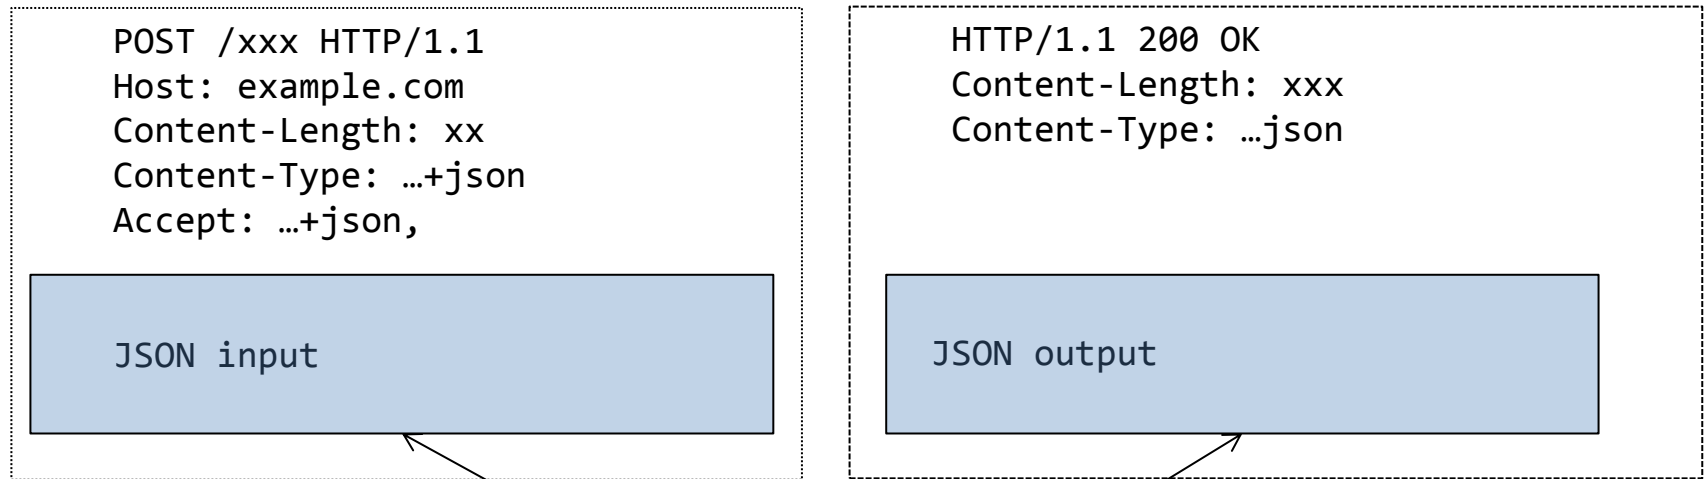 POST /xxx HTTP/1.1
Host: example.com
Content-Length: xx
Content-Type: …+json
Accept: …+json,
JSON input
HTTP/1.1 200 OK
Content-Length: xxx
Content-Type: …json
JSON output